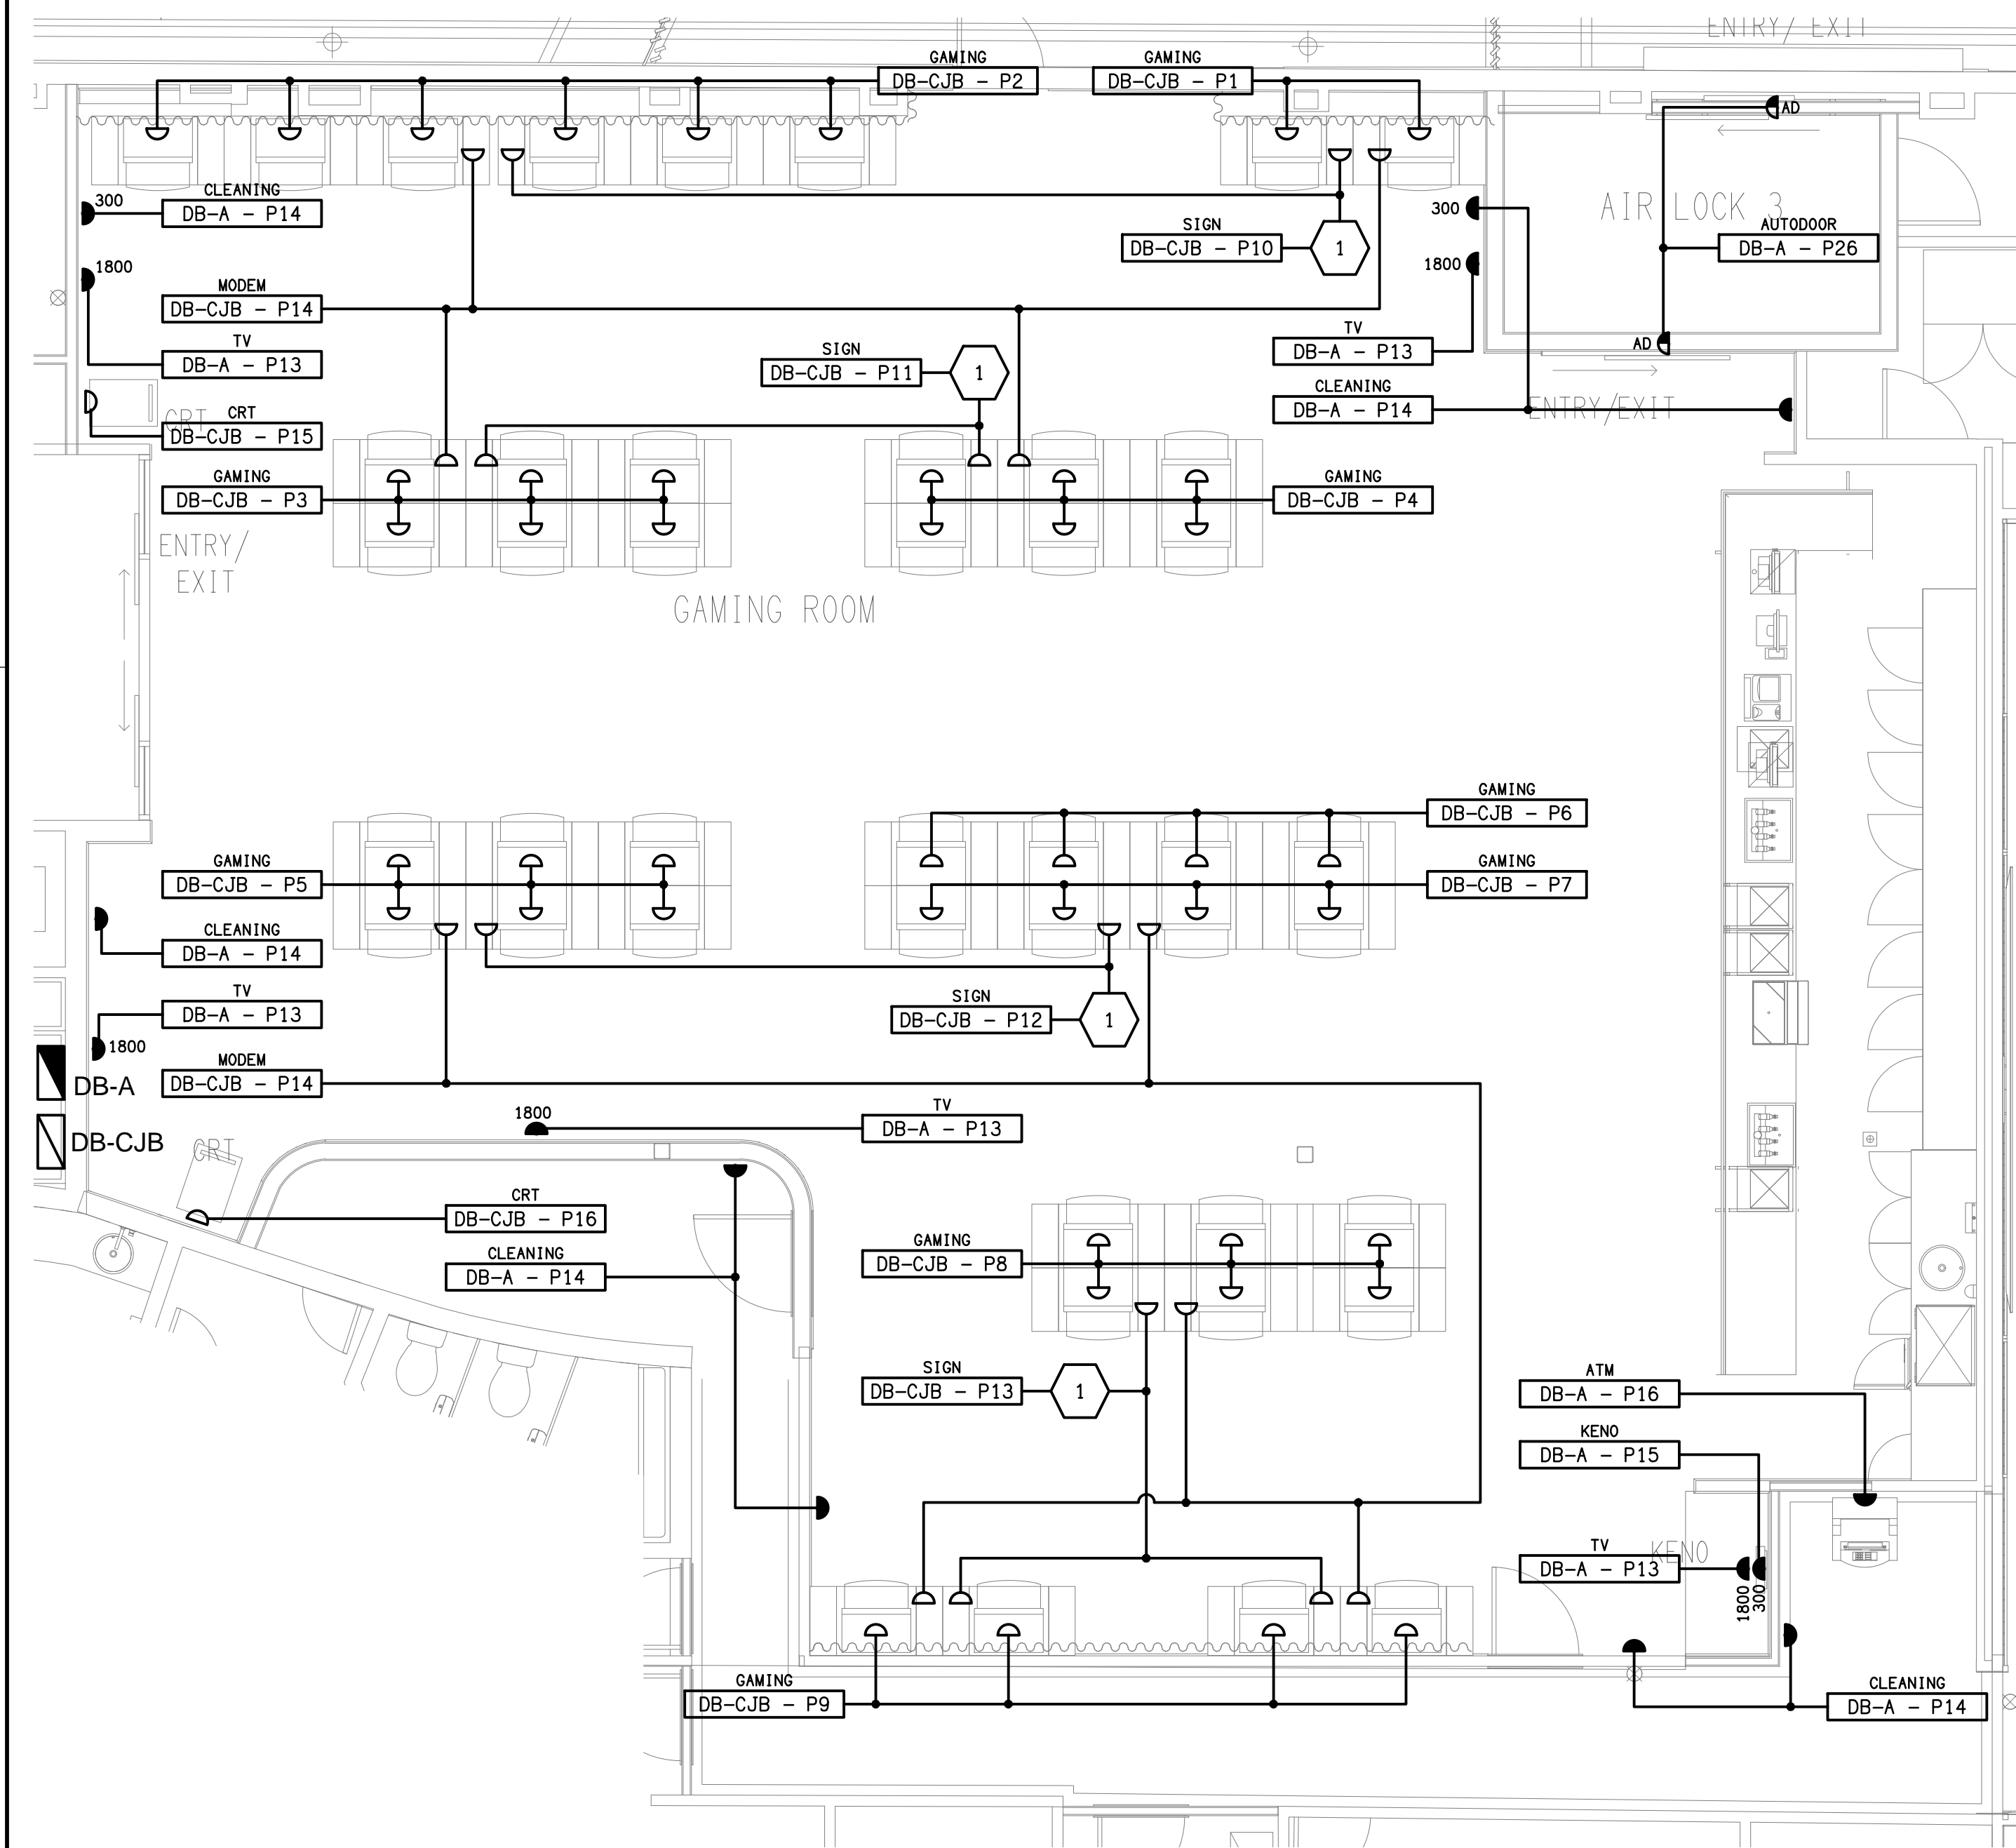 ENTRY/ EXIT
GAMING
DB-CJB - P2
GAMING
DB-CJB - P1
AD
300
CLEANING
DB-A - P14
300
AIR LOCK 3
SIGN
DB-CJB - P10
1
AUTODOOR
DB-A - P26
1800
1800
MODEM
DB-CJB - P14
TV
DB-A - P13
SIGN
DB-CJB - P11
1
TV
DB-A - P13
AD
CRT
CRT
DB-CJB - P15
CLEANING
DB-A - P14
ENTRY/EXIT
GAMING
DB-CJB - P3
GAMING
DB-CJB - P4
ENTRY/
EXIT
GAMING ROOM
GAMING
DB-CJB - P6
GAMING
DB-CJB - P5
GAMING
DB-CJB - P7
CLEANING
DB-A - P14
TV
DB-A - P13
SIGN
DB-CJB - P12
1
1800
DB-A
MODEM
DB-CJB - P14
1800
TV
DB-A - P13
DB-CJB
CRT
CRT
DB-CJB - P16
CLEANING
DB-A - P14
GAMING
DB-CJB - P8
SIGN
DB-CJB - P13
1
ATM
DB-A - P16
KENO
DB-A - P15
TV
DB-A - P13
KENO
1800
300
GAMING
DB-CJB - P9
CLEANING
DB-A - P14